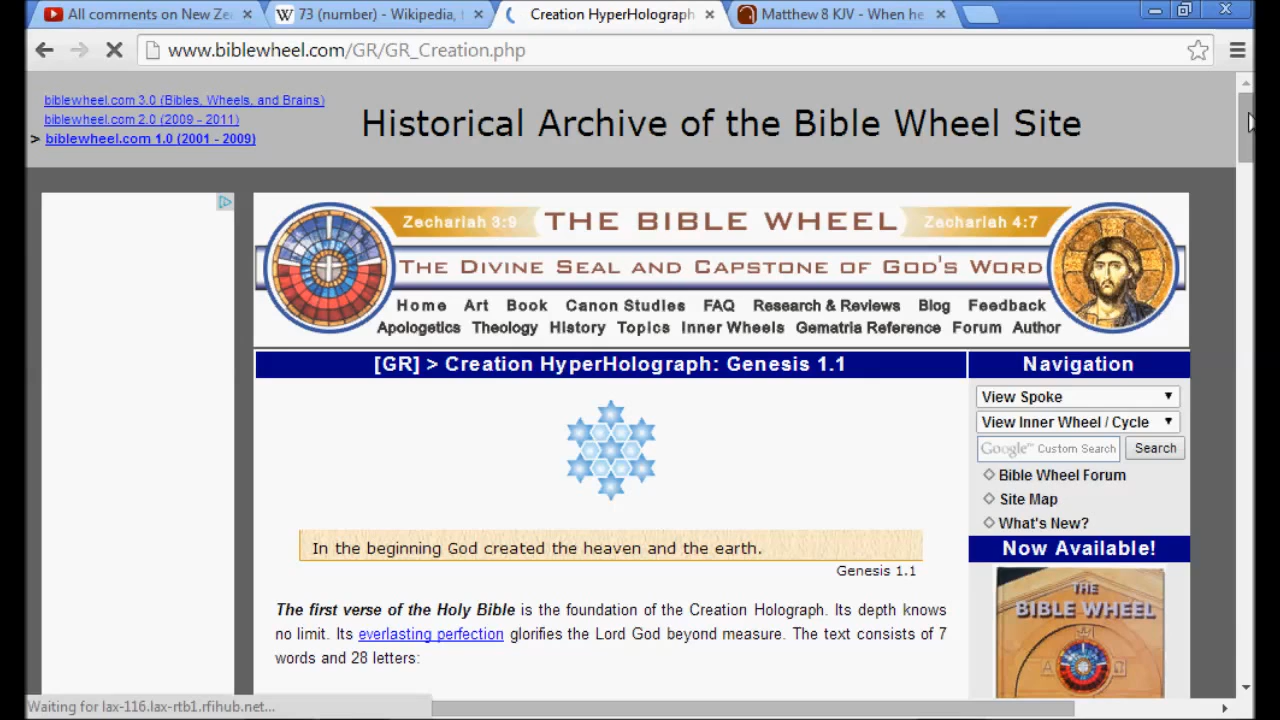 All comments on New Ze
73 (number) - Wikipedia,
Creation HyperHolograph
Matthew 8 KJV - When he
www.biblewheel.com/GR/GR_Creation.php
biblewheel.com 3.0 (Bibles, Wheels, and Brains)
biblewheel.com 2.0 (2009 - 2011)
> biblewheel.com 1.0 (2001 - 2009)
Historical Archive of the Bible Wheel Site
Zechariah 3:9
THE BIBLE WHEEL
Zechariah 4:7
The Divine Seal and Capstone of God's Word
Home Art Book Canon Studies FAQ Research & Reviews Blog Feedback
Apologetics Theology History Topics Inner Wheels Gematria Reference Forum Author
[GR] > Creation HyperHolograph: Genesis 1.1
Navigation
View Spoke
View Inner Wheel / Cycle
Google™ Custom Search
Search
Bible Wheel Forum
Site Map
What's New?
Now Available!
THE
BIBLE WHEEL
In the beginning God created the heaven and the earth.
Genesis 1.1
The first verse of the Holy Bible is the foundation of the Creation Holograph. Its depth knows
no limit. Its everlasting perfection glorifies the Lord God beyond measure. The text consists of 7
words and 28 letters:
Waiting for lax-116.lax-rtb1.rfihub.net...